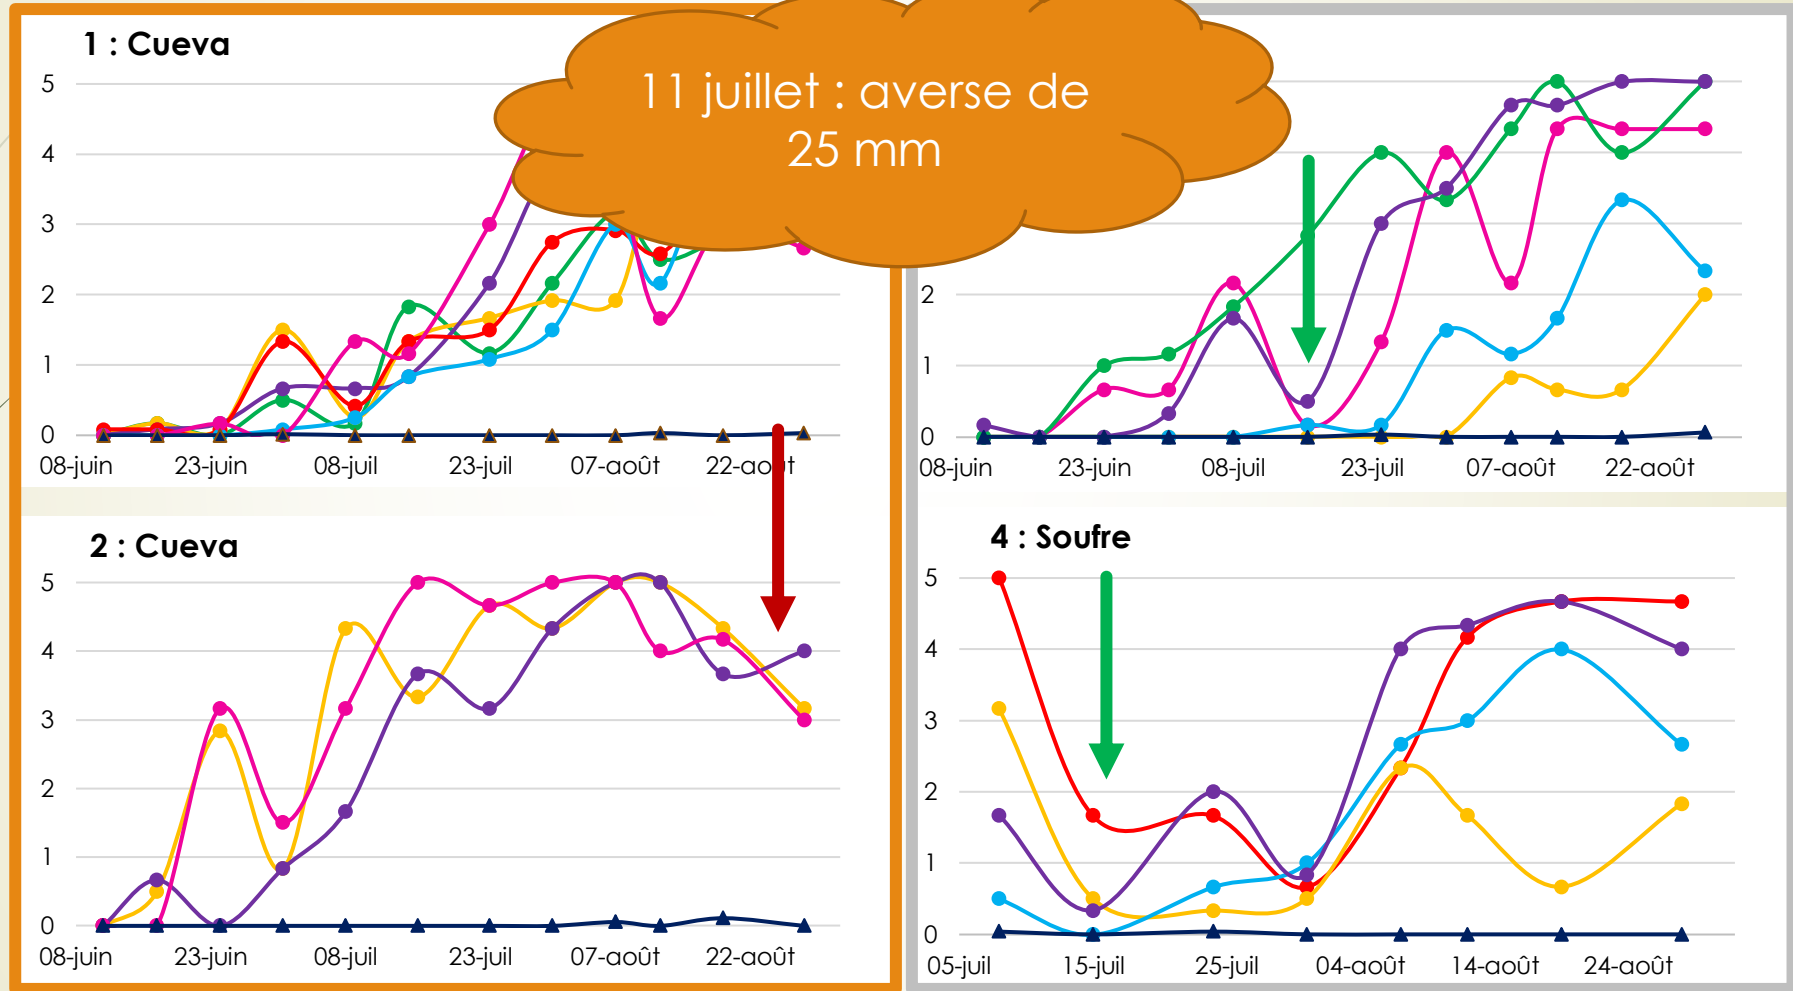 1 : Cueva
11 juillet : averse de
25 mm
5
4
3
2
1
0
08-juin 23-juin 08-juil 23-juil 07-août 22-août
2
1
0
08-juin 23-juin 08-juil 23-juil 07-août 22-août
2 : Cueva
5
4
3
2
1
0
08-juin 23-juin 08-juil 23-juil 07-août 22-août
4 : Soufre
5
4
3
2
1
0
05-juil 15-juil 25-juil 04-août 14-août 24-août